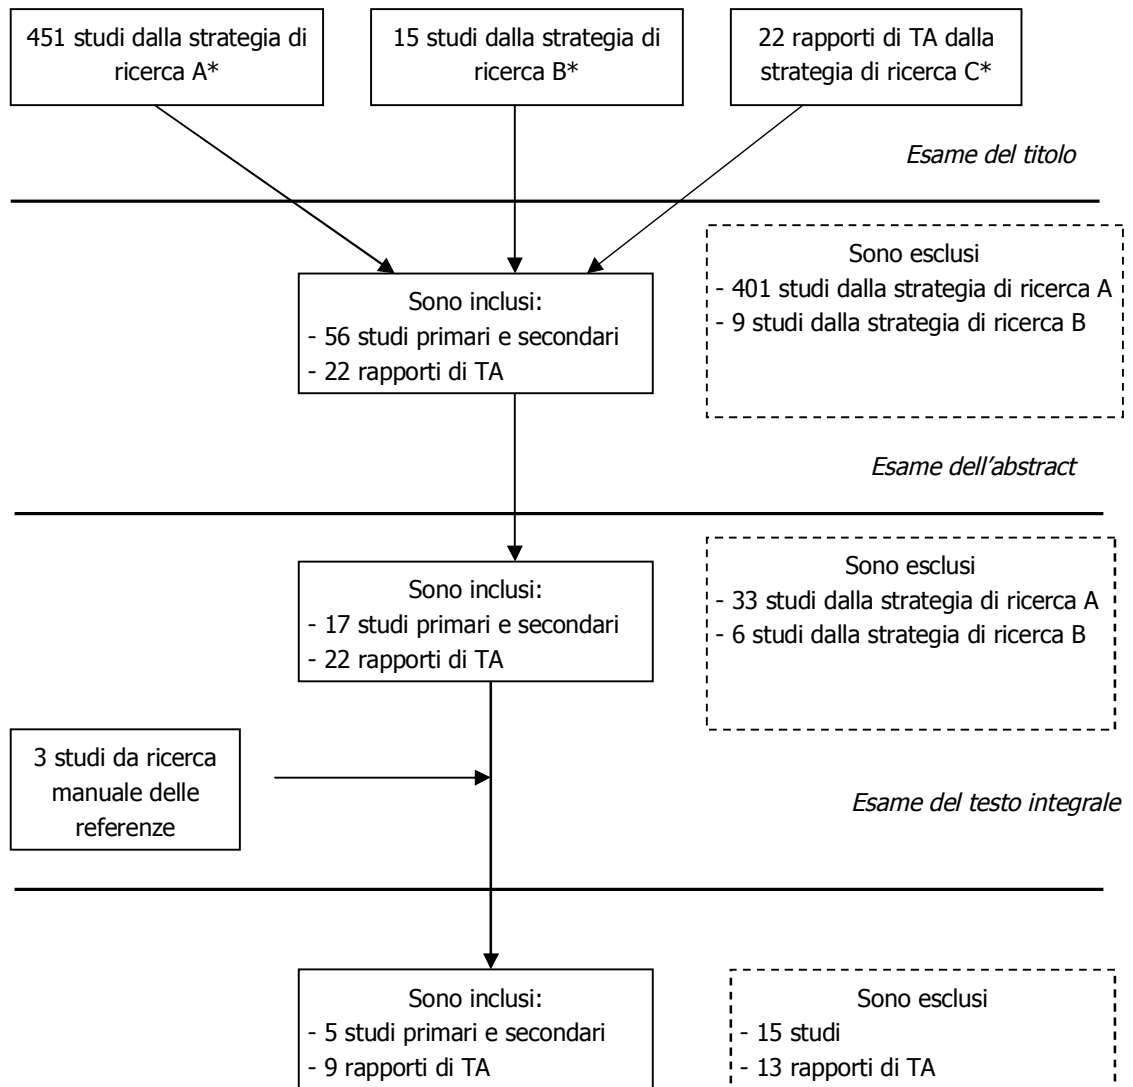 451 studi dalla strategia di
ricerca A*
15 studi dalla strategia di
ricerca B*
22 rapporti di TA dalla
strategia di ricerca C*
Esame del titolo
Sono esclusi
- 401 studi dalla strategia di ricerca A
- 9 studi dalla strategia di ricerca B
Sono inclusi:
- 56 studi primari e secondari
- 22 rapporti di TA
Esame dell’abstract
Sono esclusi
- 33 studi dalla strategia di ricerca A
- 6 studi dalla strategia di ricerca B
Sono inclusi:
- 17 studi primari e secondari
- 22 rapporti di TA
3 studi da ricerca
manuale delle
referenze
Esame del testo integrale
Sono inclusi:
- 5 studi primari e secondari
- 9 rapporti di TA
Sono esclusi
- 15 studi
- 13 rapporti di TA